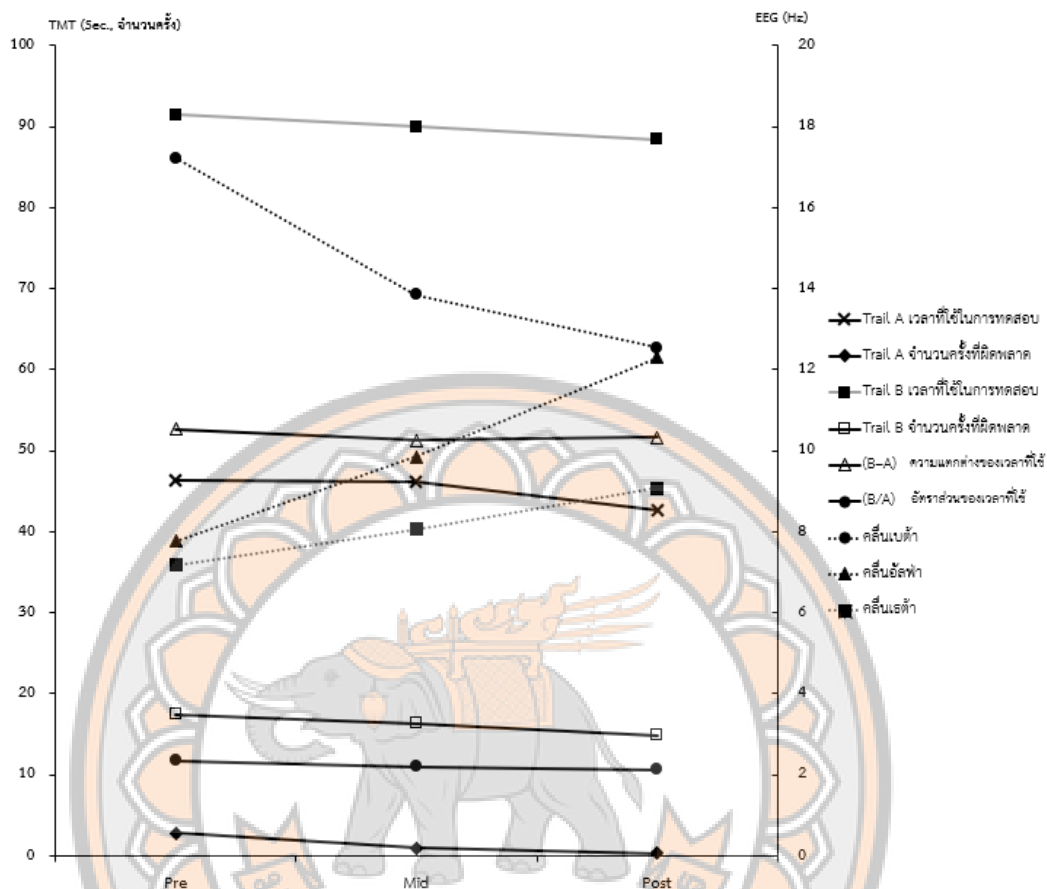 TMT (Sec., จำนวนครั้ง)
EEG (Hz)
100
90
80
70
60
50
40
30
20
10
0
20
18
16
14
12
10
8
6
4
2
0
Trail A เวลาที่ใช้ในการทดสอบ
Trail A จำนวนครั้งที่ผิดพลาด
Trail B เวลาที่ใช้ในการทดสอบ
Trail B จำนวนครั้งที่ผิดพลาด
(B-A) ความแตกต่างของเวลาที่ใช้
(B/A) อัตราส่วนของเวลาที่ใช้
คลื่นเบต้า
คลื่นอัลฟ่า
คลื่นเธต้า
Pre
Mid
Post